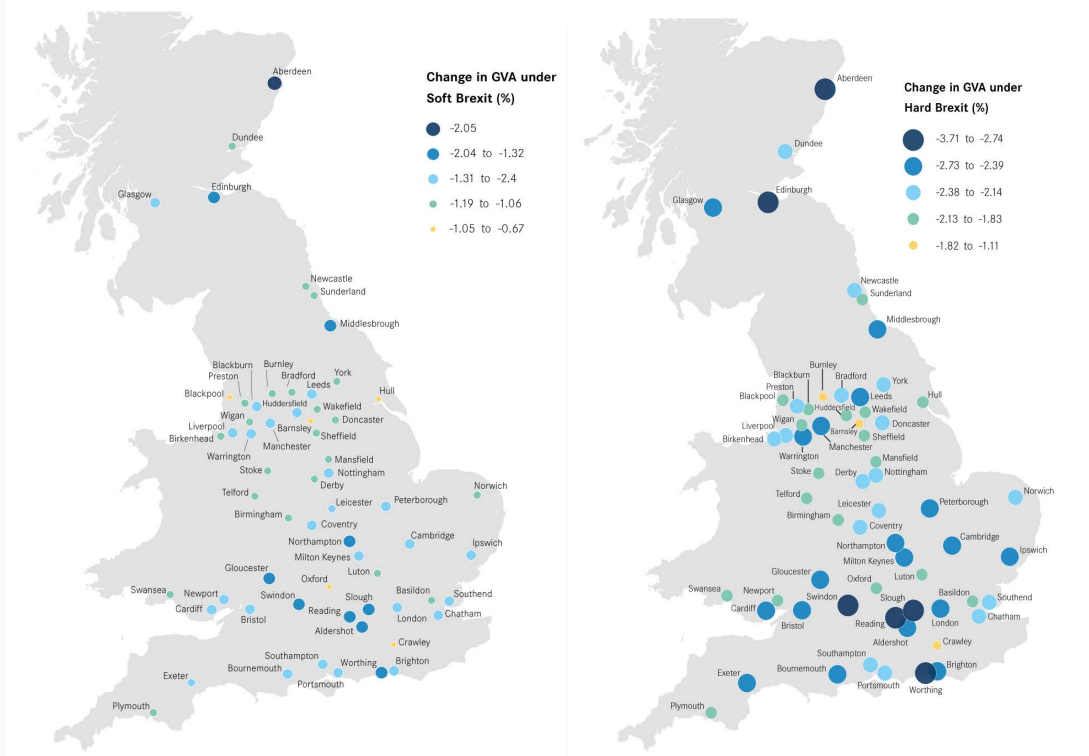 Change in GVA under
Soft Brexit (%)
-2.05
-2.04 to -1.32
-1.31 to -2.4
-1.19 to -1.06
-1.05 to -0.67
Aberdeen
Dundee
Edinburgh
Glasgow
Newcastle
Sunderland
Middlesbrough
Blackburn
Burnley
Preston
Bradford
York
Blackpool
Leeds
Hull
Huddersfield
Wakefield
Wigan
Doncaster
Liverpool
Barnsley
Birkenhead
Sheffield
Manchester
Warrington
Mansfield
Stoke
Nottingham
Derby
Norwich
Telford
Leicester
Peterborough
Birmingham
Coventry
Cambridge
Northampton
Ipswich
Milton Keynes
Gloucester
Luton
Oxford
Swansea
Newport
Swindon
Slough
Basildon
Southend
Cardiff
Reading
Bristol
London
Chatham
Aldershot
Crawley
Southampton
Bournemouth
Worthing
Brighton
Exeter
Portsmouth
Plymouth
Change in GVA under
Hard Brexit (%)
-3.71 to -2.74
-2.73 to -2.39
-2.38 to -2.14
-2.13 to -1.83
-1.82 to -1.11
Aberdeen
Dundee
Edinburgh
Glasgow
Newcastle
Sunderland
Middlesbrough
Burnley
Blackburn
Bradford
York
Preston
Blackpool
Leeds
Hull
Huddersfield
Wakefield
Wigan
Doncaster
Liverpool
Barnsley
Birkenhead
Sheffield
Manchester
Warrington
Mansfield
Stoke
Derby
Nottingham
Telford
Norwich
Leicester
Peterborough
Birmingham
Coventry
Cambridge
Northampton
Ipswich
Milton Keynes
Gloucester
Oxford
Luton
Swansea
Newport
Swindon
Slough
Basildon
Southend
Cardiff
Bristol
Reading
London
Chatham
Aldershot
Crawley
Southampton
Bournemouth
Brighton
Exeter
Portsmouth
Worthing
Plymouth